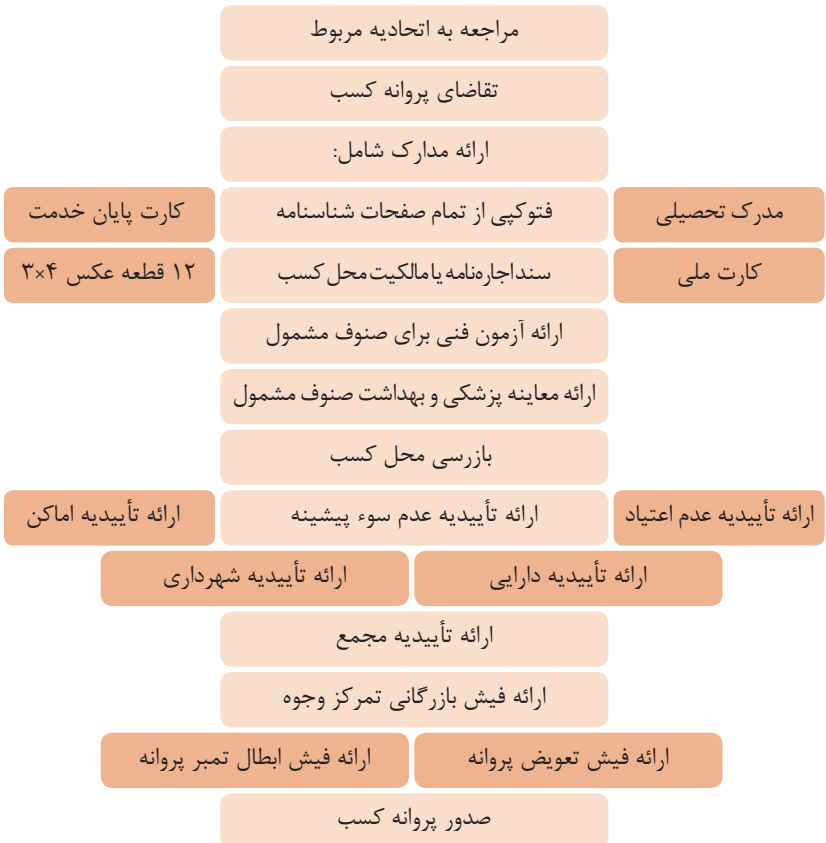 مراجعه به اتحادیه مربوط
تقاضای پروانه کسب
ارائه مدارک شامل:
مدرک تحصیلی
فتوکپی از تمام صفحات شناسنامه
کارت پایان خدمت
کارت ملی
سند اجاره‌نامه یا مالکیت محل کسب
۱۲ قطعه عکس ۴×۳
ارائه آزمون فنی برای صنوف مشمول
ارائه معاینه پزشکی و بهداشت صنوف مشمول
بازرسی محل کسب
ارائه تأییدیه عدم اعتیاد
ارائه تأییدیه عدم سوء پیشینه
ارائه تأییدیه اماکن
ارائه تأییدیه دارایی
ارائه تأییدیه شهرداری
ارائه تأییدیه مجمع
ارائه فیش بازرگانی تمرکز وجوه
ارائه فیش تعویض پروانه
ارائه فیش ابطال تمبر پروانه
صدور پروانه کسب